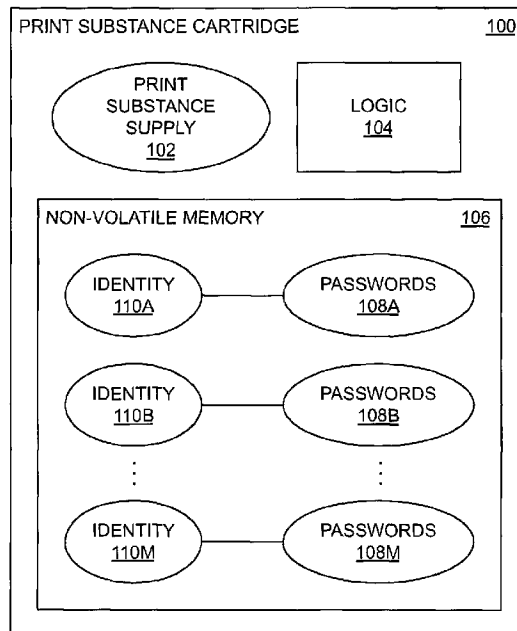 PRINT SUBSTANCE CARTRIDGE 100
PRINT
SUBSTANCE
SUPPLY
102
LOGIC
104
NON-VOLATILE MEMORY 106
IDENTITY
110A
PASSWORDS
108A
IDENTITY
110B
PASSWORDS
108B
IDENTITY
110M
PASSWORDS
108M